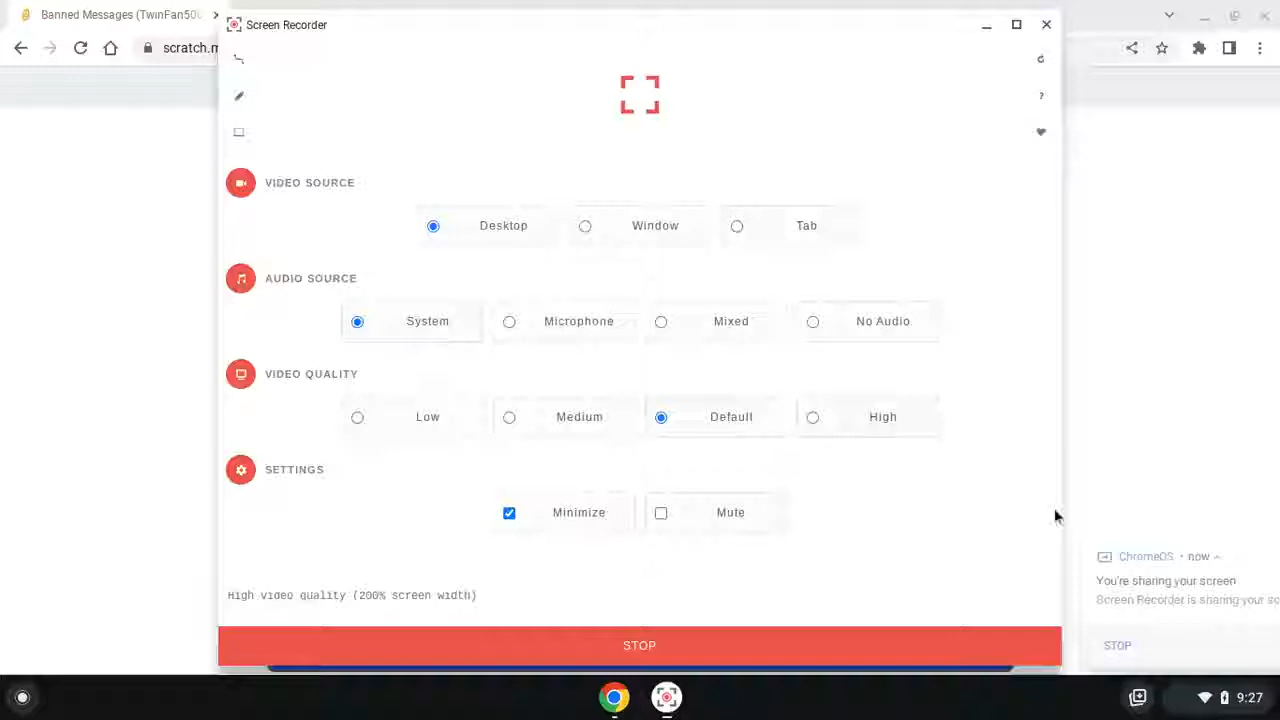 Banned Messages (TwinFan500
scratch.m
Screen Recorder
?
VIDEO SOURCE
Desktop
Window
Tab
AUDIO SOURCE
System
Microphone
Mixed
No Audio
VIDEO QUALITY
Low
Medium
Default
High
SETTINGS
Minimize
Mute
High video quality (200% screen width)
STOP
ChromeOS • now
You're sharing your screen
Screen Recorder is sharing your sc
STOP
9:27